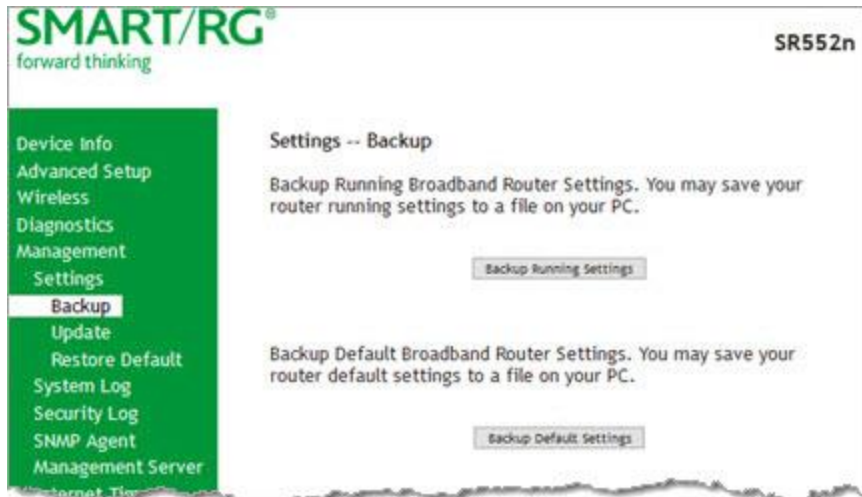 SMART/RG®
forward thinking
SR552n
Device Info
Advanced Setup
Wireless
Diagnostics
Management
Settings
Backup
Update
Restore Default
System Log
Security Log
SNMP Agent
Management Server
Settings -- Backup
Backup Running Broadband Router Settings. You may save your
router running settings to a file on your PC.
Backup Running Settings
Backup Default Broadband Router Settings. You may save your
router default settings to a file on your PC.
Backup Default Settings